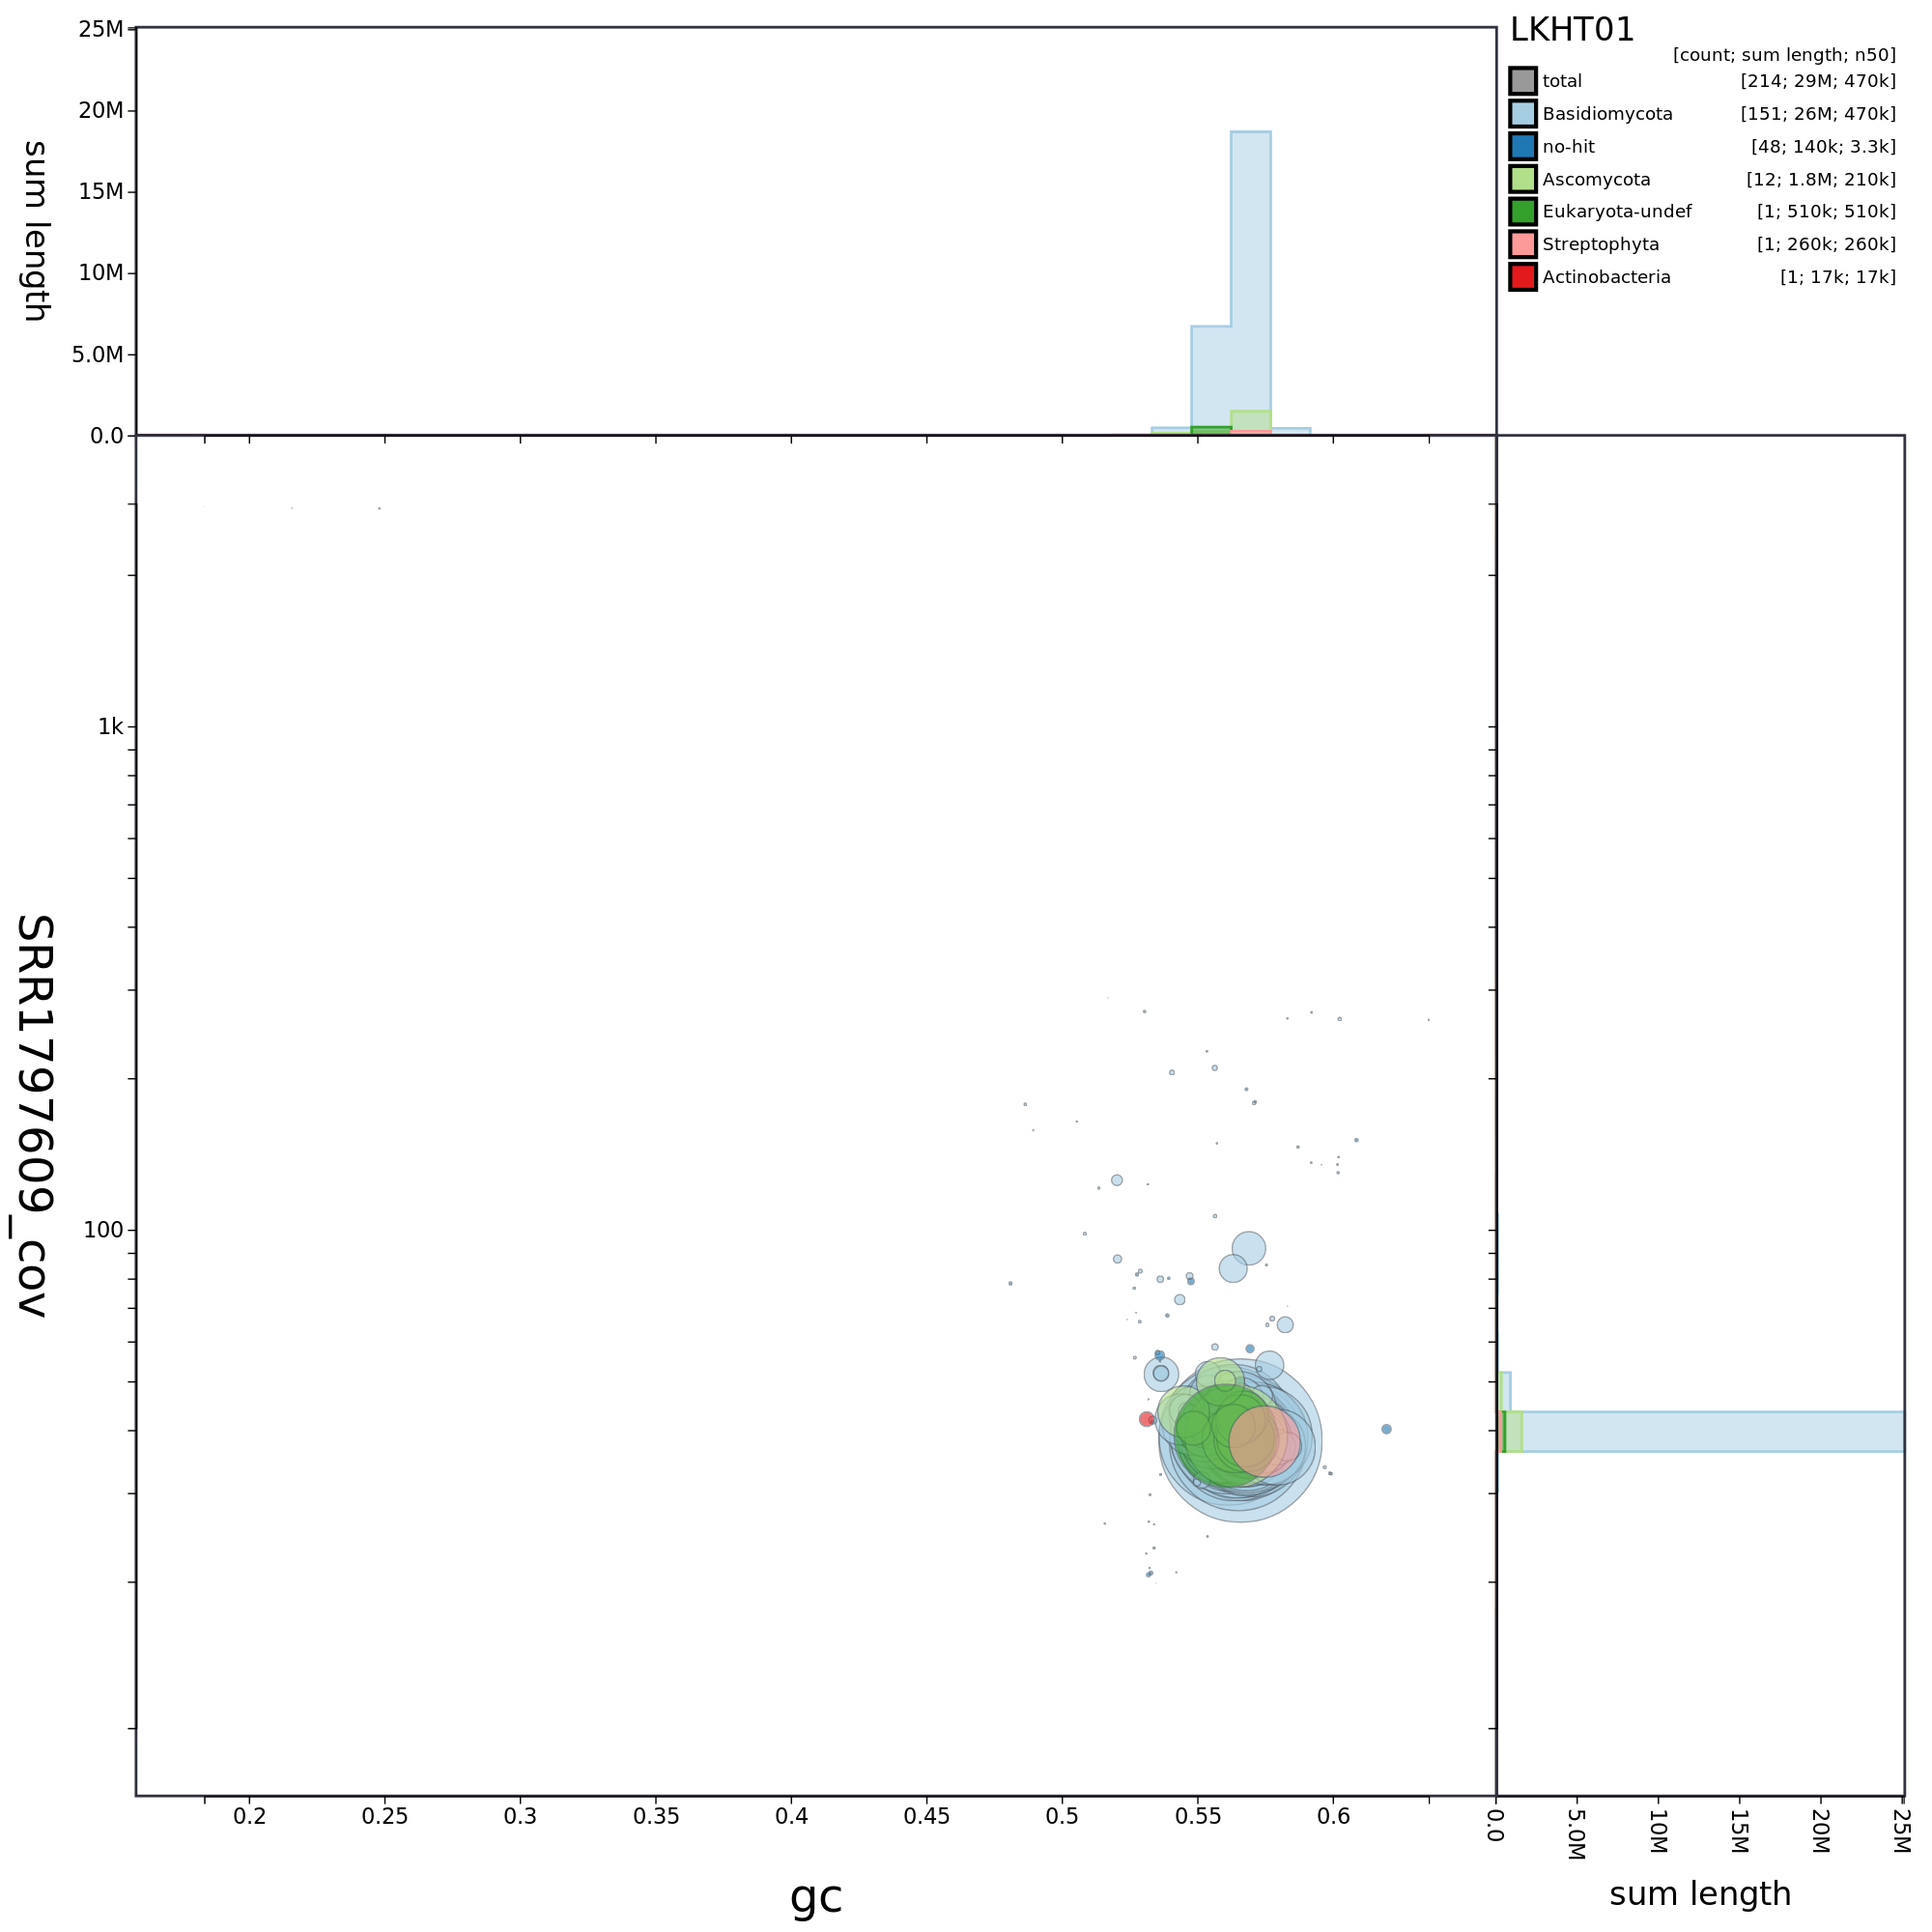 LKHT01
[count; sum length; n50]
total [214; 29M; 470k]
Basidiomycota [151; 26M; 470k]
no-hit [48; 140k; 3.3k]
Ascomycota [12; 1.8M; 210k]
Eukaryota-undef [1; 510k; 510k]
Streptophyta [1; 260k; 260k]
Actinobacteria [1; 17k; 17k]
25M
20M
15M
10M
5.0M
0.0
sum length
1k
100
SRR1797609_cov
0.2 0.25 0.3 0.35 0.4 0.45 0.5 0.55 0.6
gc
0.0 5.0M 10M 15M 20M 25M
sum length